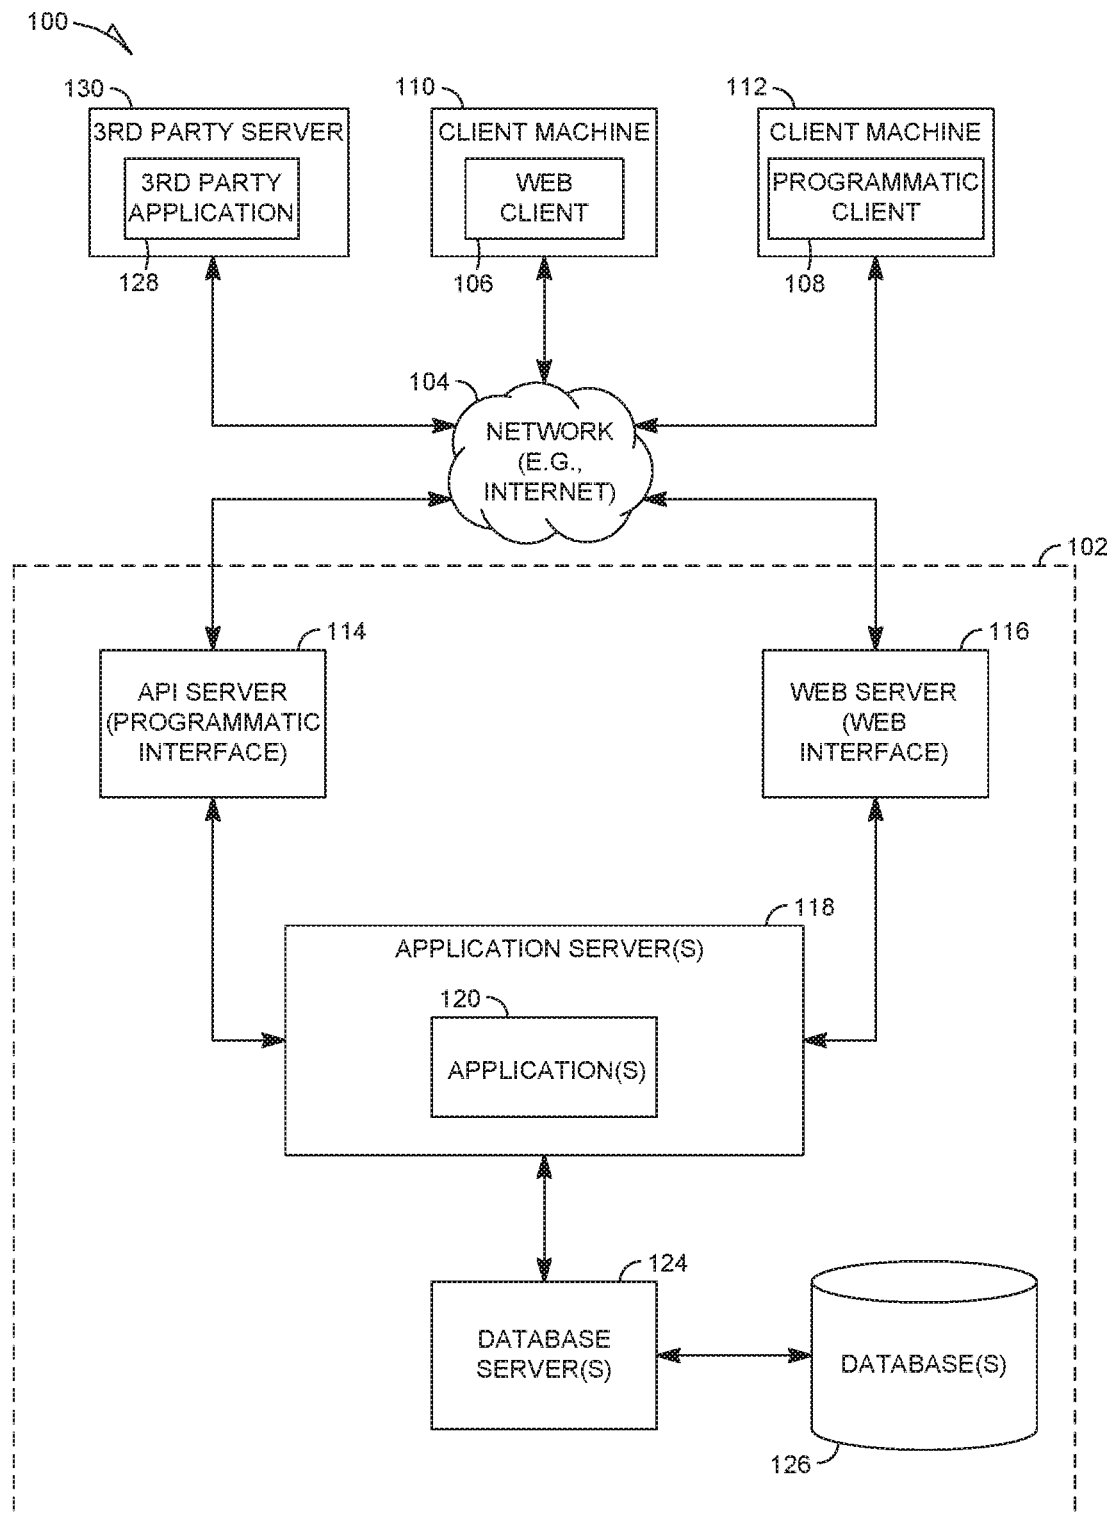 100
130
110
112
3RD PARTY SERVER
3RD PARTY
APPLICATION
128
CLIENT MACHINE
WEB
CLIENT
106
CLIENT MACHINE
PROGRAMMATIC
CLIENT
108
104
NETWORK
(E.G.,
INTERNET)
102
114
API SERVER
(PROGRAMMATIC
INTERFACE)
116
WEB SERVER
(WEB
INTERFACE)
118
APPLICATION SERVER(S)
120
APPLICATION(S)
124
DATABASE
SERVER(S)
DATABASE(S)
126